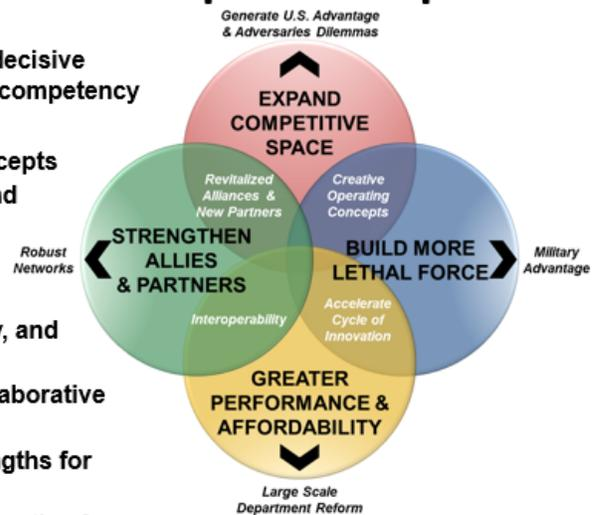 Generate U.S. Advantage
& Adversaries Dilemmas
decisive
competency
EXPAND
COMPETITIVE
SPACE
cepts
nd
Revitalized
Alliances &
New Partners
Creative
Operating
Concepts
Robust
Networks
STRENGTHEN
ALLIES
& PARTNERS
BUILD MORE
LETHAL FORCE
Military
Advantage
Interoperability
Accelerate
Cycle of
Innovation
y, and
aborative
gths for
GREATER
PERFORMANCE &
AFFORDABILITY
Large Scale
Department Reform